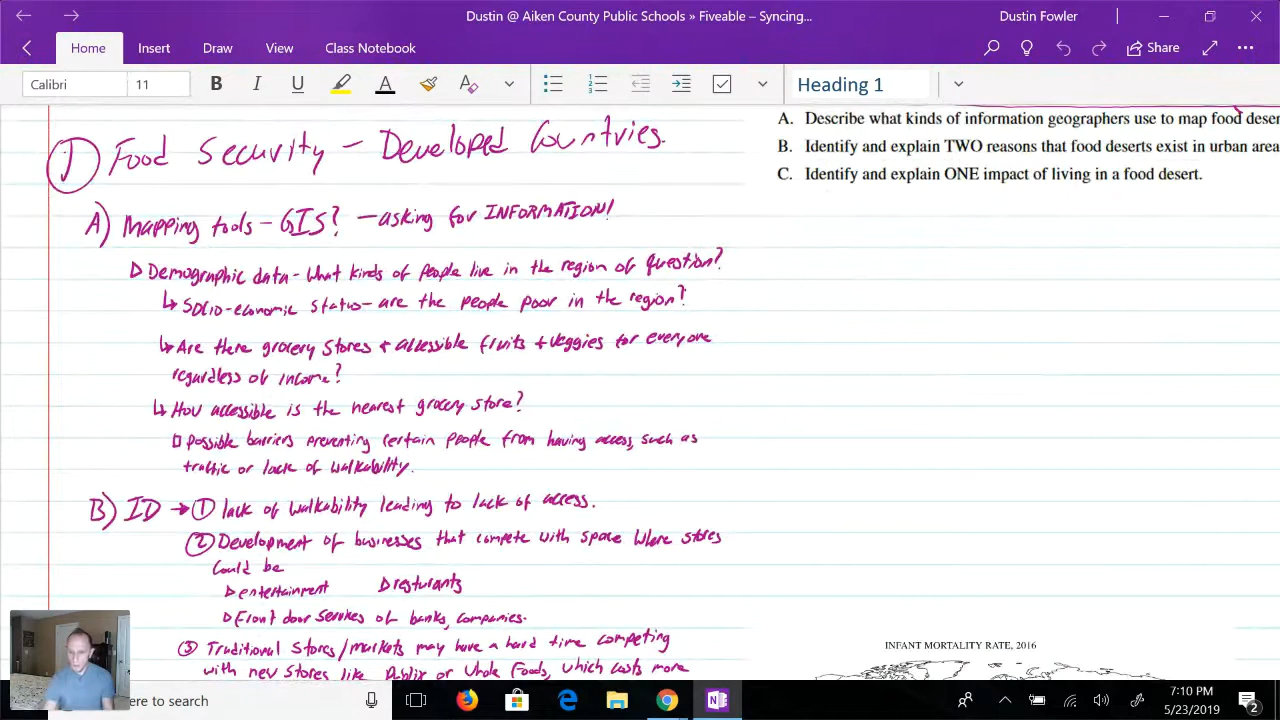 Dustin @ Aiken County Public Schools » Fiveable – Syncing...
Dustin Fowler
Home Insert Draw View Class Notebook
Share
Calibri 11 B I U A Heading 1
1) Food Security – Developed Countries.
A) Mapping tools – GIS? – asking for INFORMATION!
Demographic data - What kinds of people live in the region of question?
↳ Socio-economic status – are the people poor in the region?
↳ Are there grocery stores + accessible fruits + veggies for everyone
regardless of income?
↳ How accessible is the nearest grocery store?
possible barriers preventing certain people from having access, such as
traffic or lack of walkability.
B) ID → 1 lack of walkability leading to lack of access.
2 Development of businesses that compete with space where stores
could be
entertainment resturants
Front door services of banks, companies.
3 Traditional stores/markets may have a hard time competing
with new stores like Publix or Whole Foods, which costs more
A. Describe what kinds of information geographers use to map food deser
B. Identify and explain TWO reasons that food deserts exist in urban area
C. Identify and explain ONE impact of living in a food desert.
INFANT MORTALITY RATE, 2016
ere to search
7:10 PM
5/23/2019
2